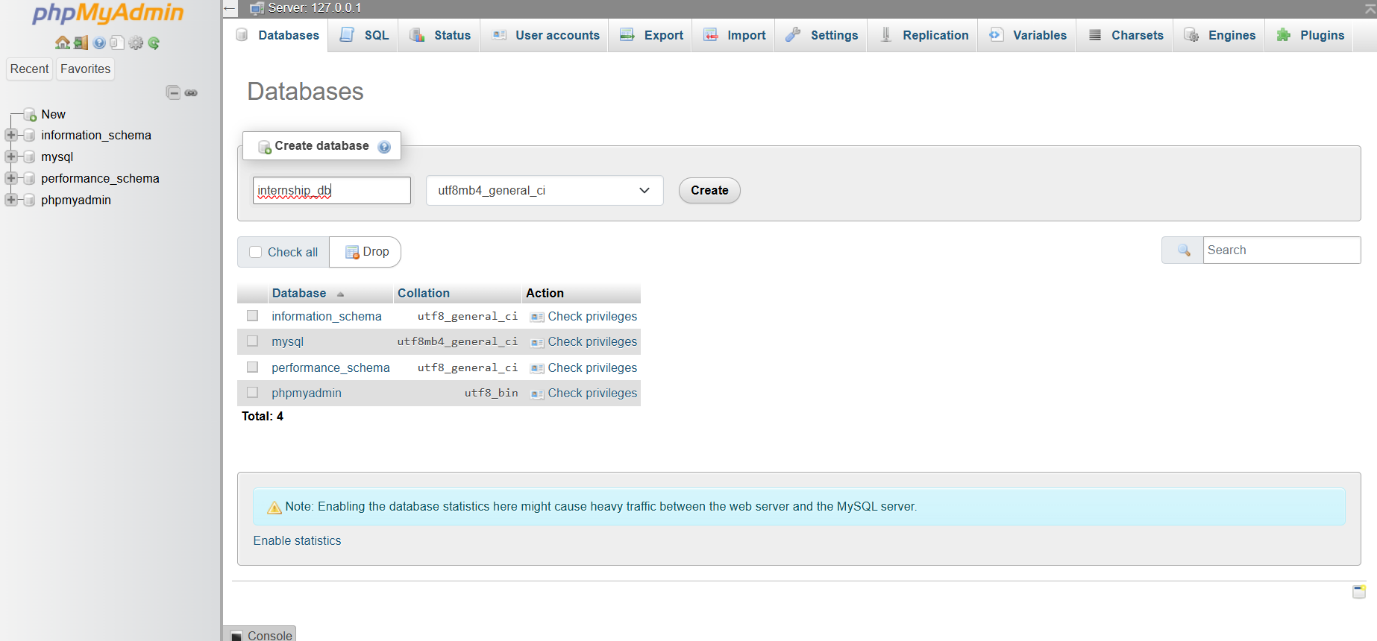 phpMyAdmin
Server: 127.0.0.1
Databases SQL Status User accounts Export Import Settings Replication Variables Charsets Engines Plugins
Recent Favorites
New
information_schema
mysql
performance_schema
phpmyadmin
Databases
Create database
internship_db utf8mb4_general_ci Create
Check all Drop Search
Database Collation Action
information_schema utf8_general_ci Check privileges
mysql utf8mb4_general_ci Check privileges
performance_schema utf8_general_ci Check privileges
phpmyadmin utf8_bin Check privileges
Total: 4
Note: Enabling the database statistics here might cause heavy traffic between the web server and the MySQL server.
Enable statistics
Console